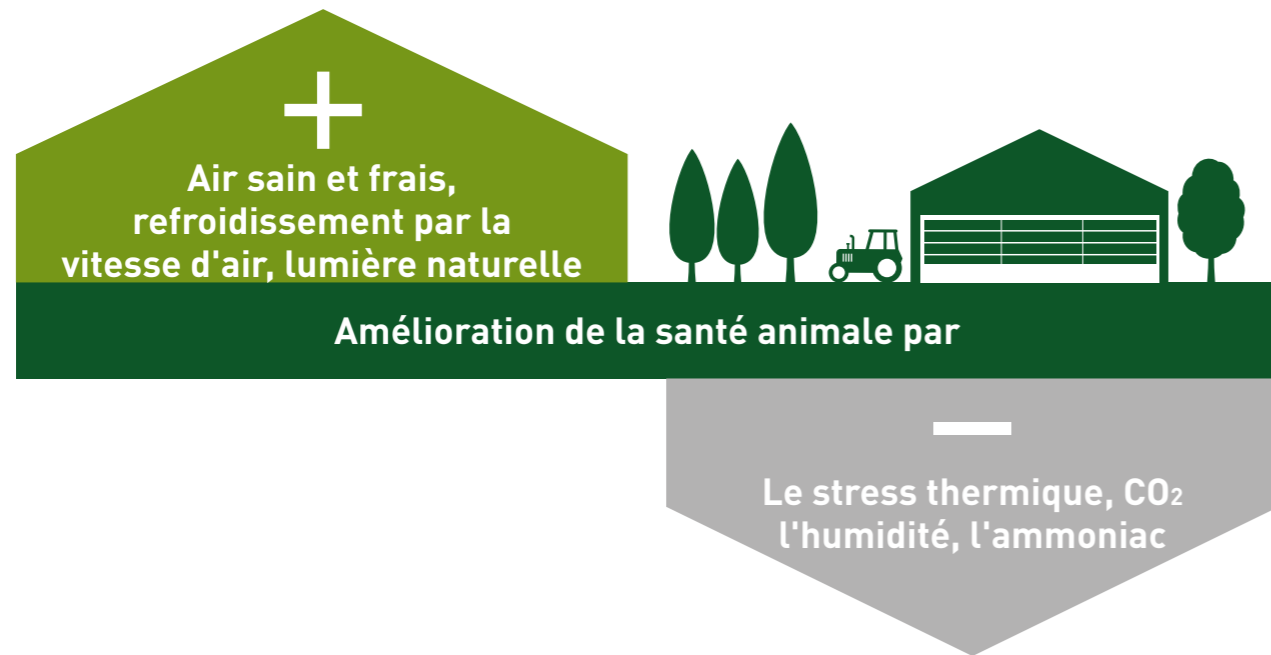 +
Air sain et frais,
refroidissement par la
vitesse d'air, lumière naturelle
Amélioration de la santé animale par
—
Le stress thermique, CO₂
l'humidité, l'ammoniac